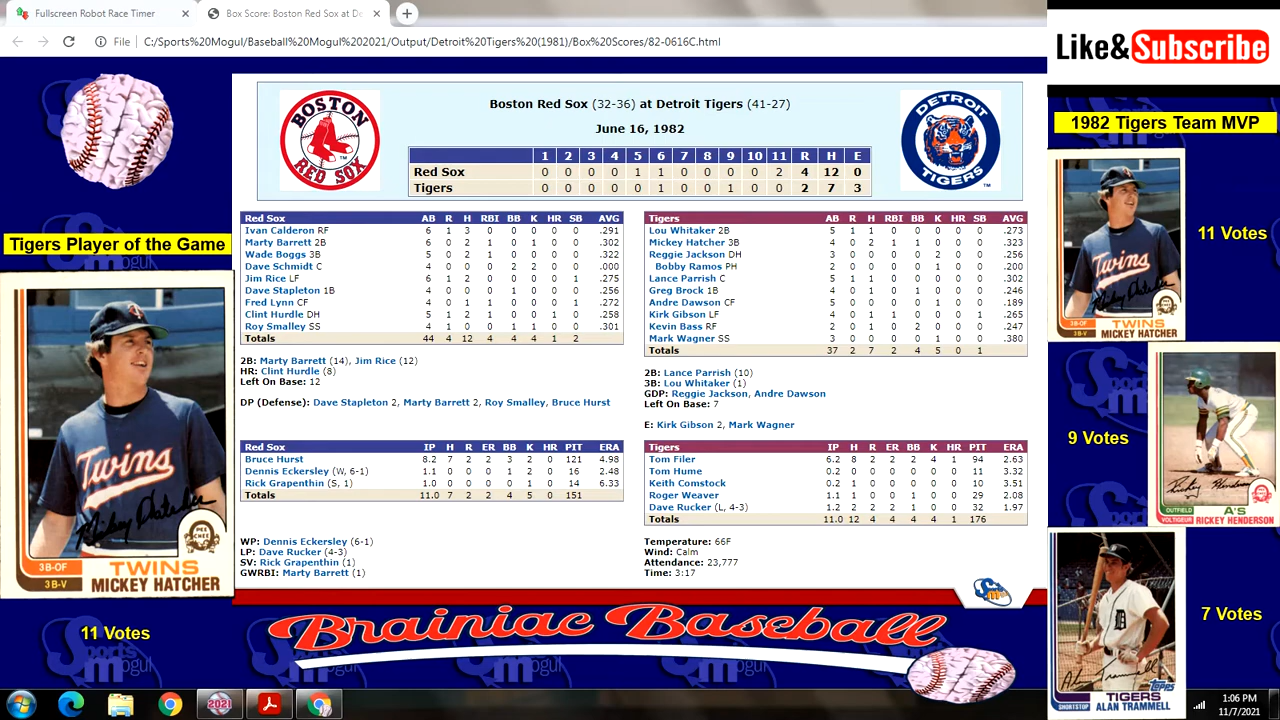 Fullscreen Robot Race Timer
Box Score: Boston Red Sox at De
File C:/Sports%20Mogul/Baseball%20Mogul%202021/Output/Detroit%20Tigers%20(1981)/Box%20Scores/82-0616C.html
Like& Subscribe
BOSTON RED SOX
Boston Red Sox (32-36) at Detroit Tigers (41-27)
June 16, 1982
DETROIT TIGERS
1 2 3 4 5 6 7 8 9 10 11 R H E
Red Sox 0 0 0 0 1 1 0 0 0 0 2 4 12 0
Tigers 0 0 0 0 0 1 0 0 1 0 0 2 7 3
Red Sox AB R H RBI BB K HR SB AVG
Ivan Calderon RF 6 1 3 0 0 0 0 0 .291
Marty Barrett 2B 6 0 2 1 0 1 0 0 .302
Wade Boggs 3B 5 0 2 1 0 0 0 0 .322
Dave Schmidt C 4 0 0 0 2 2 0 0 .000
Jim Rice LF 6 1 2 0 0 0 0 1 .275
Dave Stapleton 1B 4 0 0 0 1 0 0 0 .256
Fred Lynn CF 4 0 1 1 0 0 0 1 .272
Clint Hurdle DH 5 1 1 1 0 0 1 0 .258
Roy Smalley SS 4 1 0 0 1 1 0 0 .301
Totals 44 4 12 4 4 4 1 2
2B: Marty Barrett (14), Jim Rice (12)
HR: Clint Hurdle (8)
Left On Base: 12
DP (Defense): Dave Stapleton 2, Marty Barrett 2, Roy Smalley, Bruce Hurst
Tigers AB R H RBI BB K HR SB AVG
Lou Whitaker 2B 5 1 1 0 0 0 0 0 .273
Mickey Hatcher 3B 4 0 2 1 1 0 0 0 .323
Reggie Jackson DH 3 0 0 0 0 2 0 0 .256
Bobby Ramos PH 2 0 0 0 0 1 0 0 .200
Lance Parrish C 5 1 1 0 0 0 0 0 .302
Greg Brock 1B 4 0 1 0 1 0 0 0 .246
Andre Dawson CF 5 0 0 0 0 1 0 1 .189
Kirk Gibson LF 4 0 0 1 0 0 0 0 .265
Kevin Bass RF 2 0 0 0 2 0 0 0 .247
Mark Wagner SS 3 0 2 0 0 1 0 0 .380
Totals 37 2 7 2 4 5 0 1
2B: Lance Parrish (10)
3B: Lou Whitaker (1)
GDP: Reggie Jackson, Andre Dawson
Left On Base: 7
E: Kirk Gibson 2, Mark Wagner
Red Sox IP H R ER BB K HR PIT ERA
Bruce Hurst 8.2 7 2 2 3 2 0 121 4.98
Dennis Eckersley (W, 6-1) 1.1 0 0 0 1 2 0 16 2.48
Rick Grapenthin (S, 1) 1.0 0 0 0 0 1 0 14 6.33
Totals 11.0 7 2 2 4 5 0 151
WP: Dennis Eckersley (6-1)
LP: Dave Rucker (4-3)
SV: Rick Grapenthin (1)
GWRBI: Marty Barrett (1)
Tigers IP H R ER BB K HR PIT ERA
Tom Filer 6.2 8 2 2 2 4 1 94 2.63
Tom Hume 0.2 0 0 0 0 0 0 11 3.32
Keith Comstock 0.2 1 0 0 0 0 0 10 3.51
Roger Weaver 1.1 1 0 0 1 0 0 29 2.08
Dave Rucker (L, 4-3) 1.2 2 2 2 1 0 0 32 1.97
Totals 11.0 12 4 4 4 4 1 176
Temperature: 66F
Wind: Calm
Attendance: 23,777
Time: 3:17
Tigers Player of the Game
Twins
3B-OF
3B-V
TWINS
MICKEY HATCHER
11 Votes
Brainiac Baseball
1982 Tigers Team MVP
Twins
3B-OF
3B-V
TWINS
MICKEY HATCHER
11 Votes
9 Votes
OUTFIELD
VOLTIGEUR
A'S
RICKEY HENDERSON
7 Votes
TOPPS
TIGERS
SHORTSTOP
ALAN TRAMMELL
2021
1:06 PM
11/7/2021